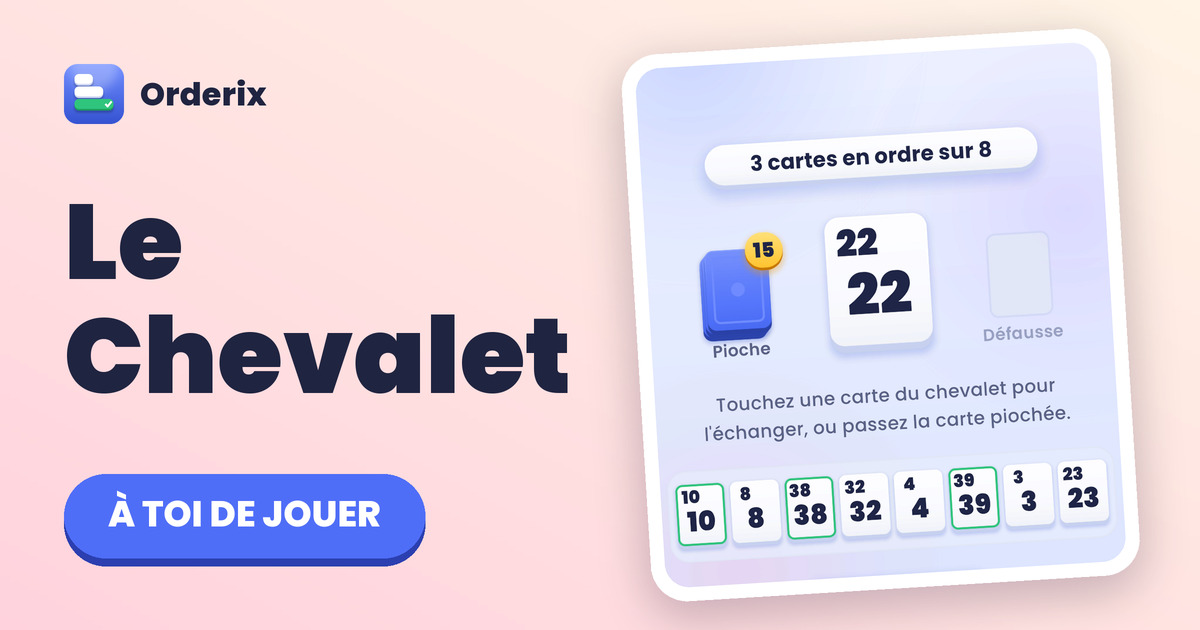 Orderix
Le
Chevalet
À TOI DE JOUER
3 cartes en ordre sur 8
15
Pioche
22
22
Défausse
Touchez une carte du chevalet pour
l'échanger, ou passez la carte piochée.
10 8 38 32 4 39 3 23
10 8 38 32 4 39 3 23